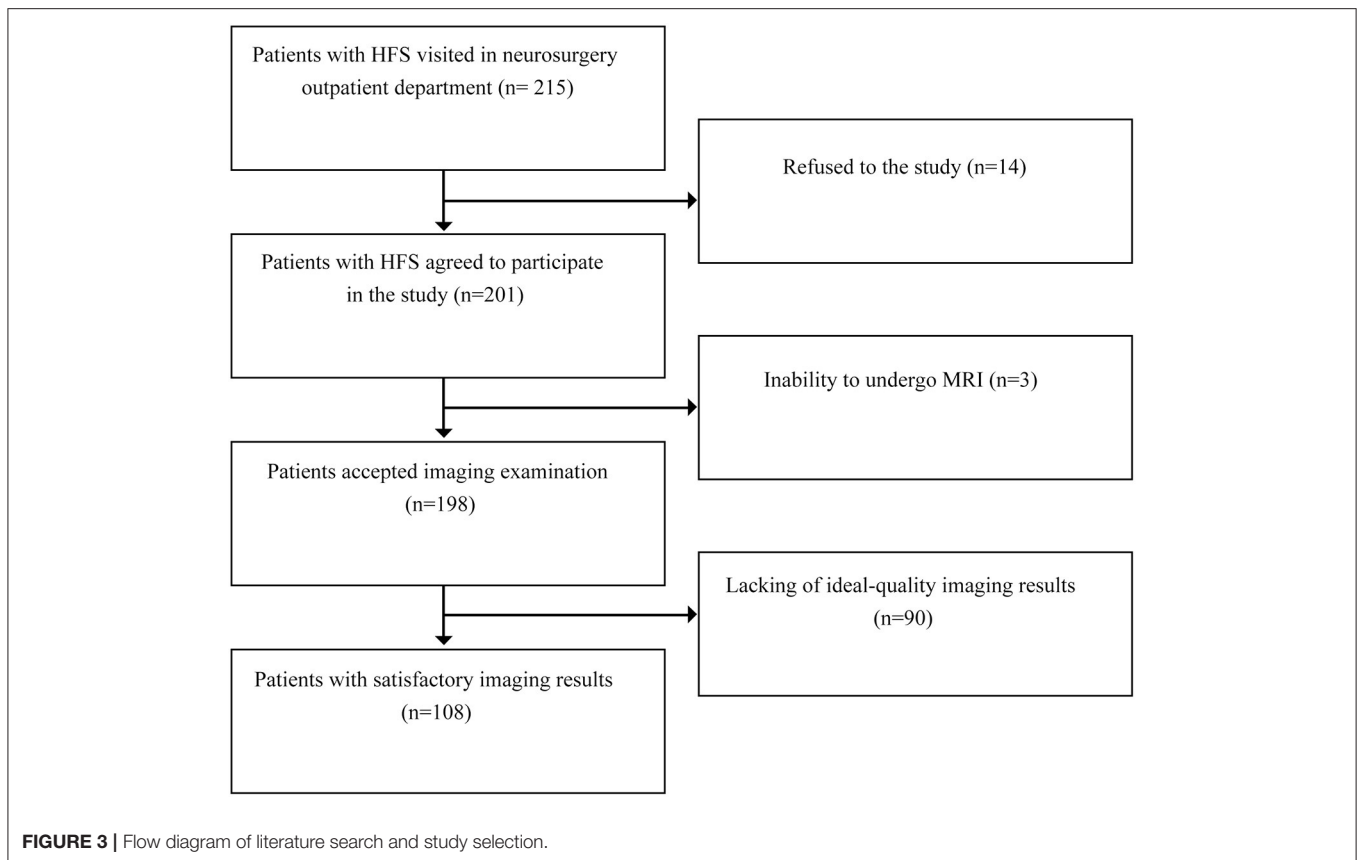 Patients with HFS visited in neurosurgery
outpatient department (n= 215)
Refused to the study (n=14)
Patients with HFS agreed to participate
in the study (n=201)
Inability to undergo MRI (n=3)
Patients accepted imaging examination
(n=198)
Lacking of ideal-quality imaging results
(n=90)
Patients with satisfactory imaging results
(n=108)
FIGURE 3 | Flow diagram of literature search and study selection.